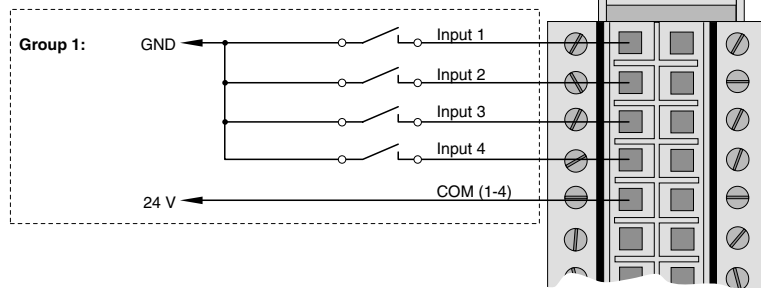 Group 1:
GND
Input 1
Input 2
Input 3
Input 4
24 V
COM (1-4)